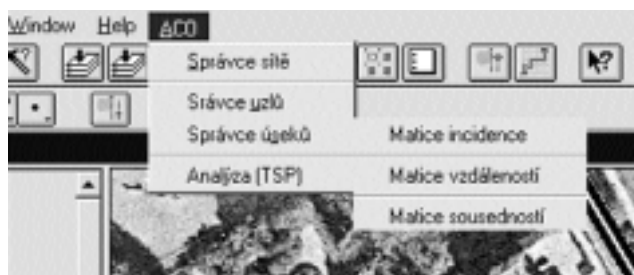 Window Help ACO
Správce sítě
Srávce uzlů
Správce úseků
Analýza (TSP)
Matice incidence
Matice vzdáleností
Matice sousedností